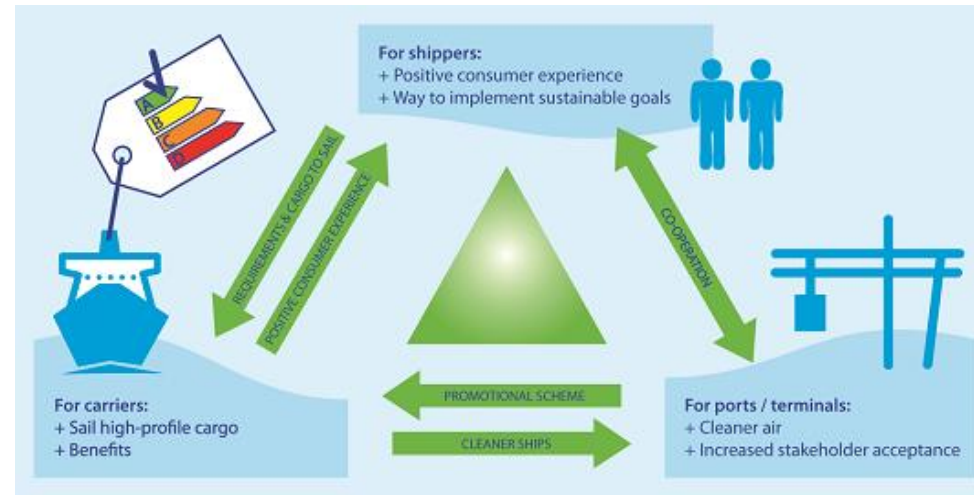 For shippers:
+ Positive consumer experience
+ Way to implement sustainable goals
A
B
C
D
REQUIREMENTS & CARGO TO SAIL
POSITIVE CONSUMER EXPERIENCE
CO-OPERATION
PROMOTIONAL SCHEME
CLEANER SHIPS
For carriers:
+ Sail high-profile cargo
+ Benefits
For ports / terminals:
+ Cleaner air
+ Increased stakeholder acceptance